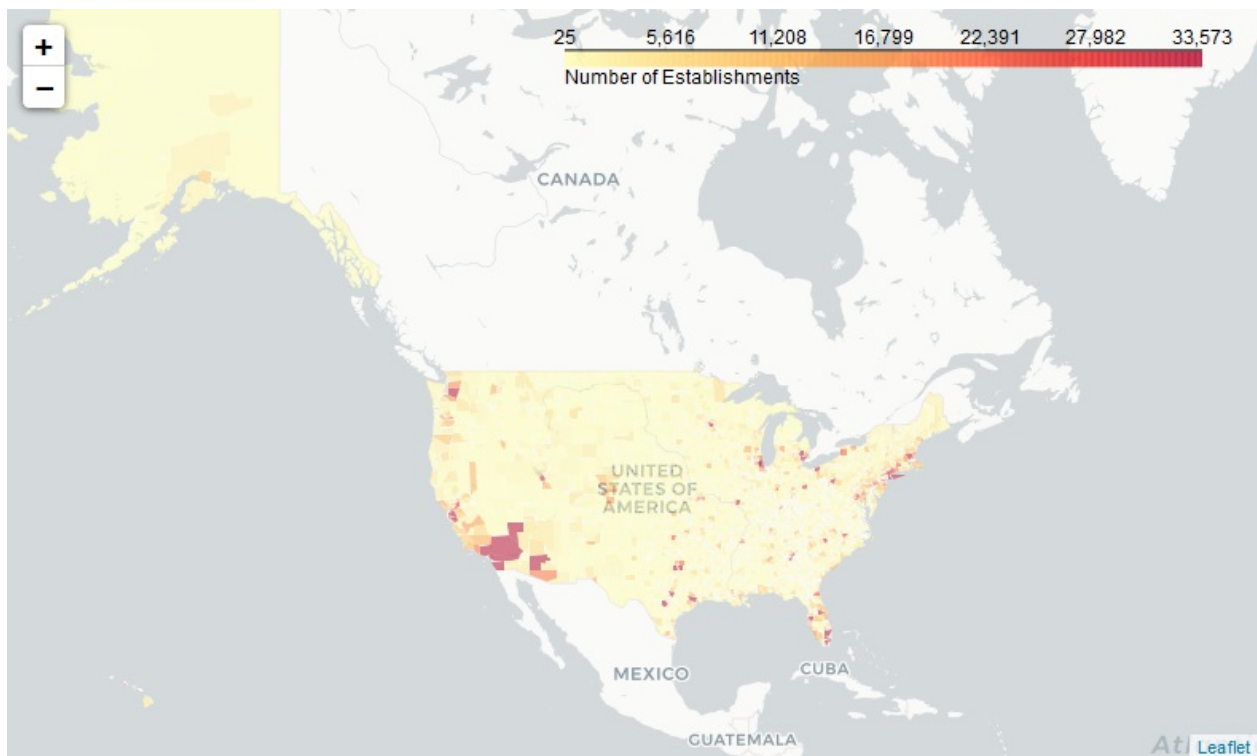 +
−
25 5,616 11,208 16,799 22,391 27,982 33,573
Number of Establishments
CANADA
UNITED
STATES OF
AMERICA
MEXICO
CUBA
GUATEMALA
Leaflet